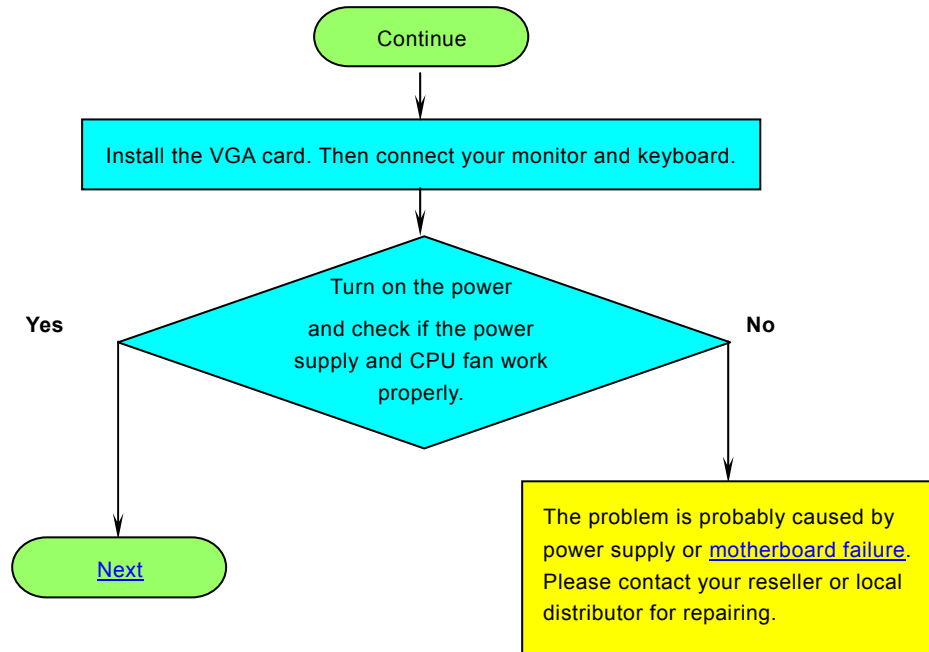 Continue
Install the VGA card. Then connect your monitor and keyboard.
Turn on the power
and check if the power
supply and CPU fan work
properly.
Yes
No
Next
The problem is probably caused by
power supply or motherboard failure.
Please contact your reseller or local
distributor for repairing.